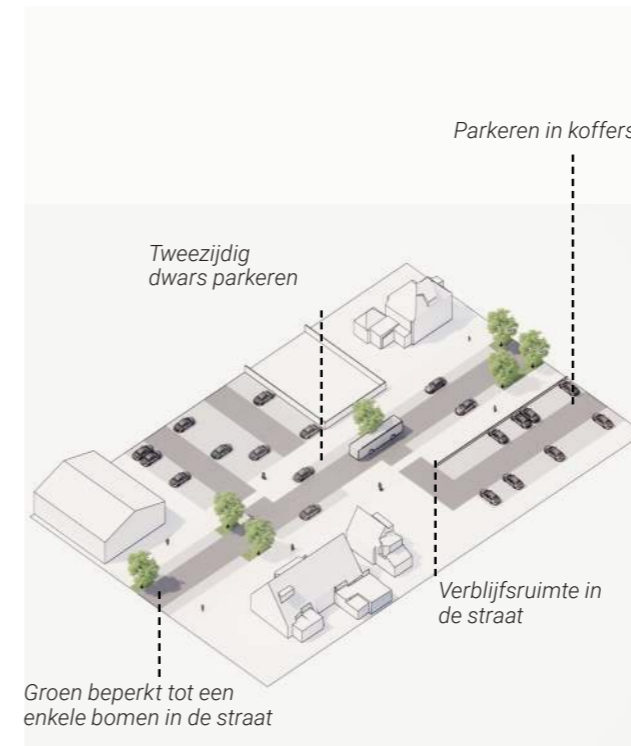 Parkeren in koffers
Tweezijdig
dwars parkeren
Verblijfsruimte in
de straat
Groen beperkt tot een
enkele bomen in de straat